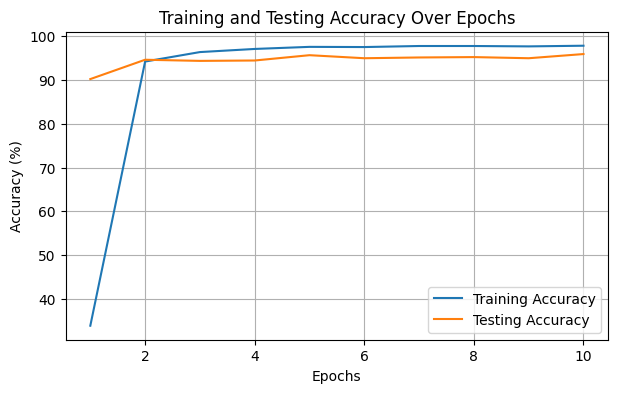 Training and Testing Accuracy Over Epochs
100
90
80
70
60
50
40
Accuracy (%)
Training Accuracy
Testing Accuracy
2
4
6
8
10
Epochs